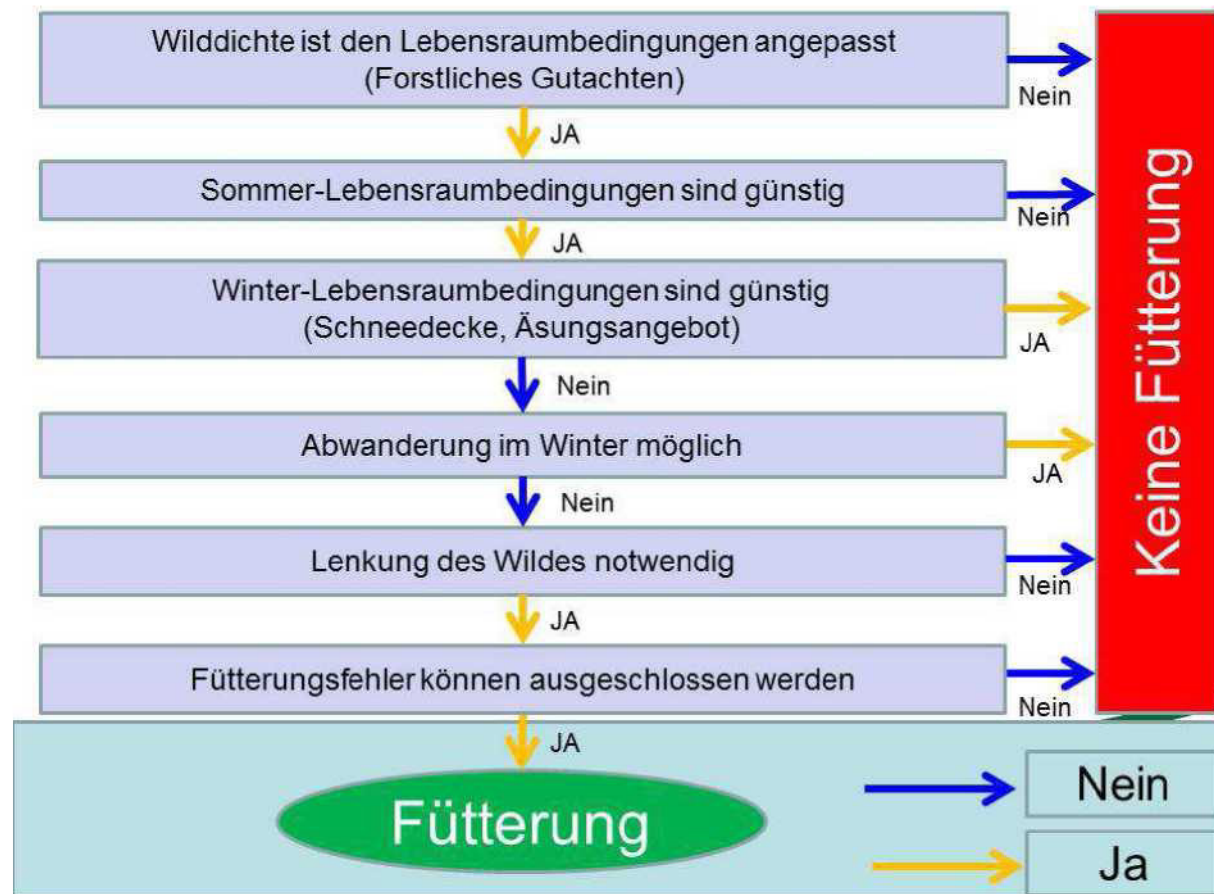 Wilddichte ist den Lebensraumbedingungen angepasst
(Forstliches Gutachten)
Nein
JA
Sommer-Lebensraumbedingungen sind günstig
Nein
JA
Winter-Lebensraumbedingungen sind günstig
(Schneedecke, Äsungsangebot)
JA
Nein
Abwanderung im Winter möglich
JA
Nein
Lenkung des Wildes notwendig
Nein
JA
Fütterungsfehler können ausgeschlossen werden
Nein
JA
Keine Fütterung
Fütterung
Nein
Ja